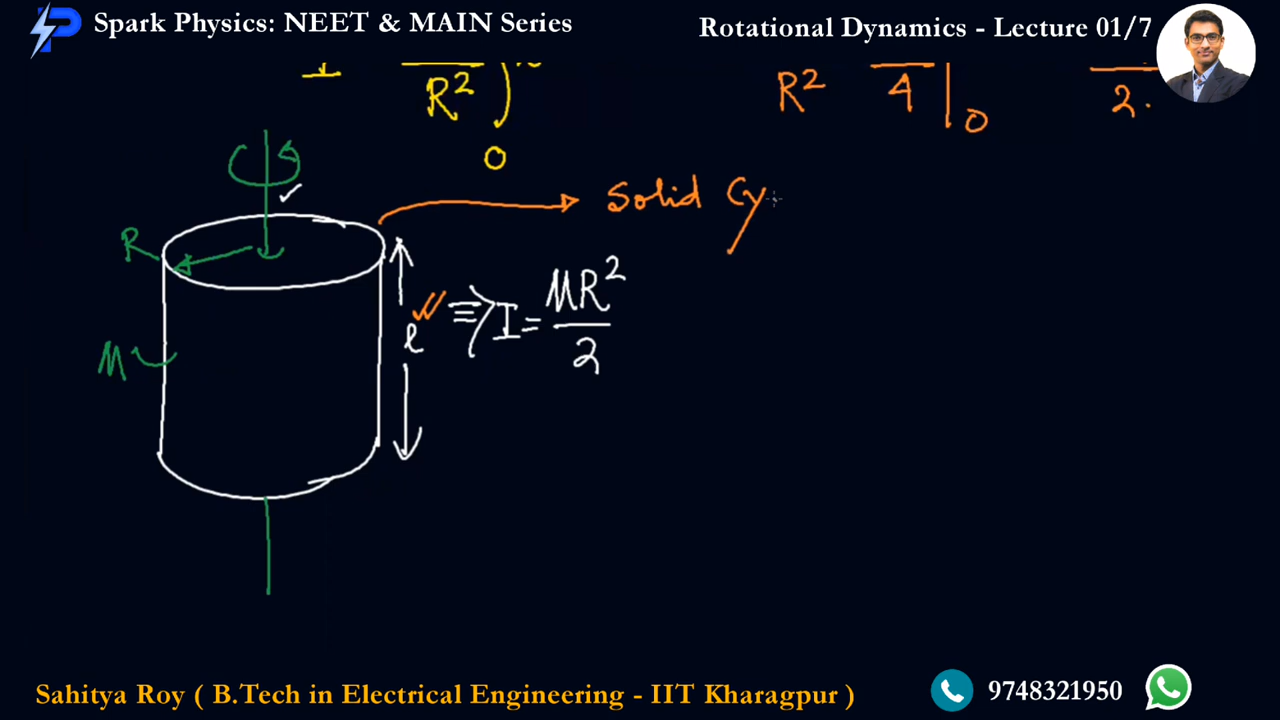 Spark Physics: NEET & MAIN Series
Rotational Dynamics - Lecture 01/7
R² 0
R² 4 0 2.
Solid Cy
R
M
l ⇒ I = MR²/2
Sahitya Roy ( B.Tech in Electrical Engineering - IIT Kharagpur )
9748321950